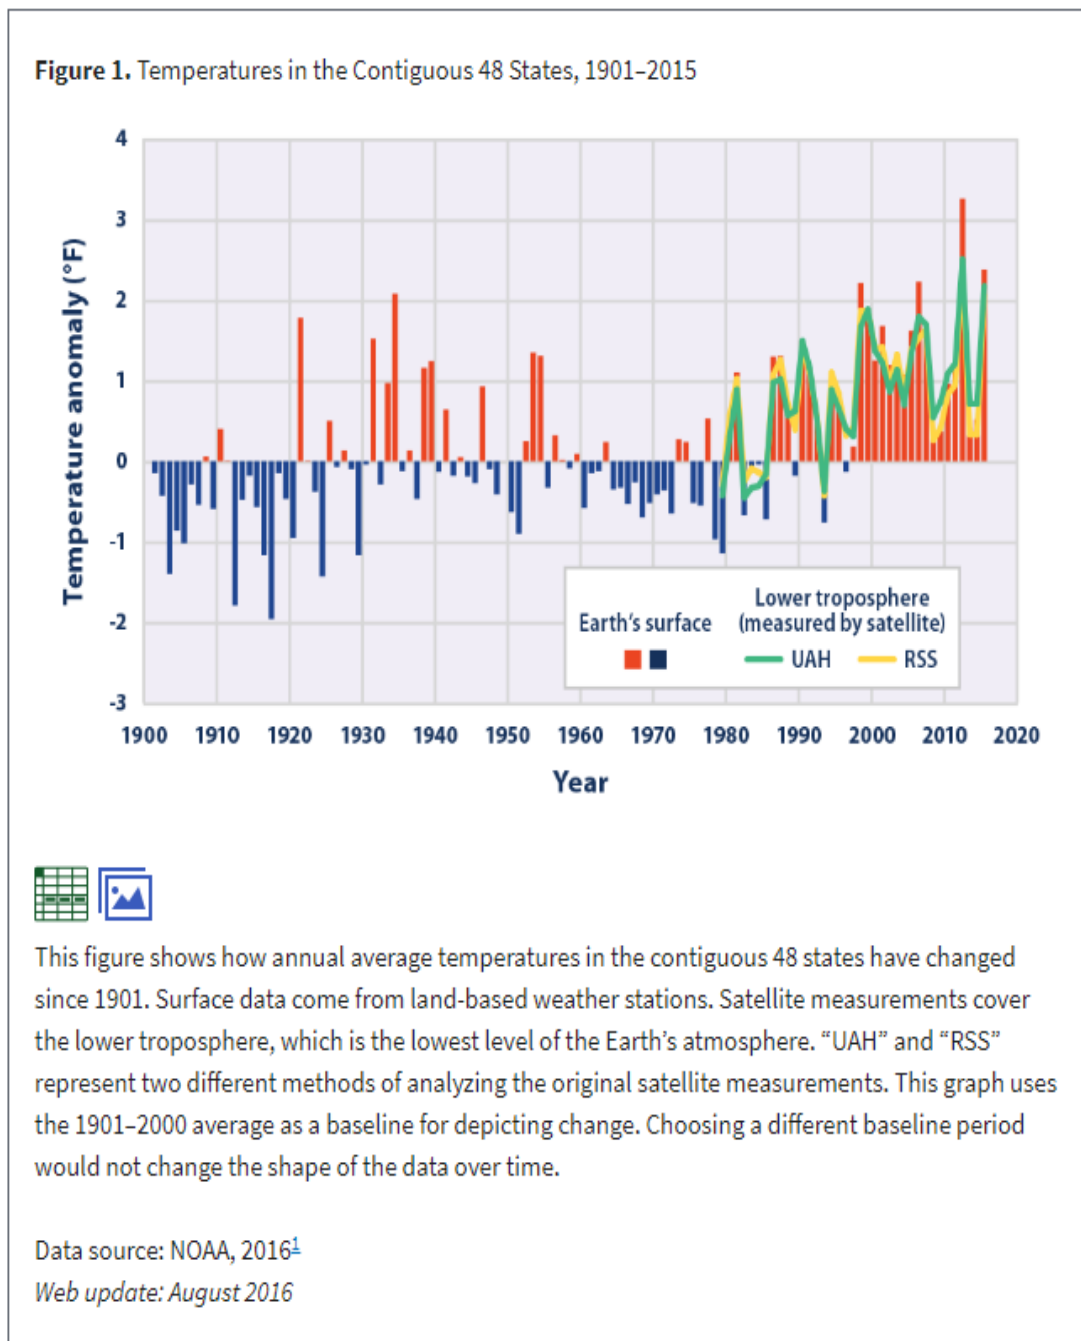 Figure 1. Temperatures in the Contiguous 48 States, 1901–2015
4
3
2
1
0
-1
-2
-3
Temperature anomaly (°F)
Earth's surface
Lower troposphere
(measured by satellite)
UAH
RSS
1900 1910 1920 1930 1940 1950 1960 1970 1980 1990 2000 2010 2020
Year
This figure shows how annual average temperatures in the contiguous 48 states have changed
since 1901. Surface data come from land-based weather stations. Satellite measurements cover
the lower troposphere, which is the lowest level of the Earth’s atmosphere. “UAH” and “RSS”
represent two different methods of analyzing the original satellite measurements. This graph uses
the 1901–2000 average as a baseline for depicting change. Choosing a different baseline period
would not change the shape of the data over time.
Data source: NOAA, 2016¹
Web update: August 2016